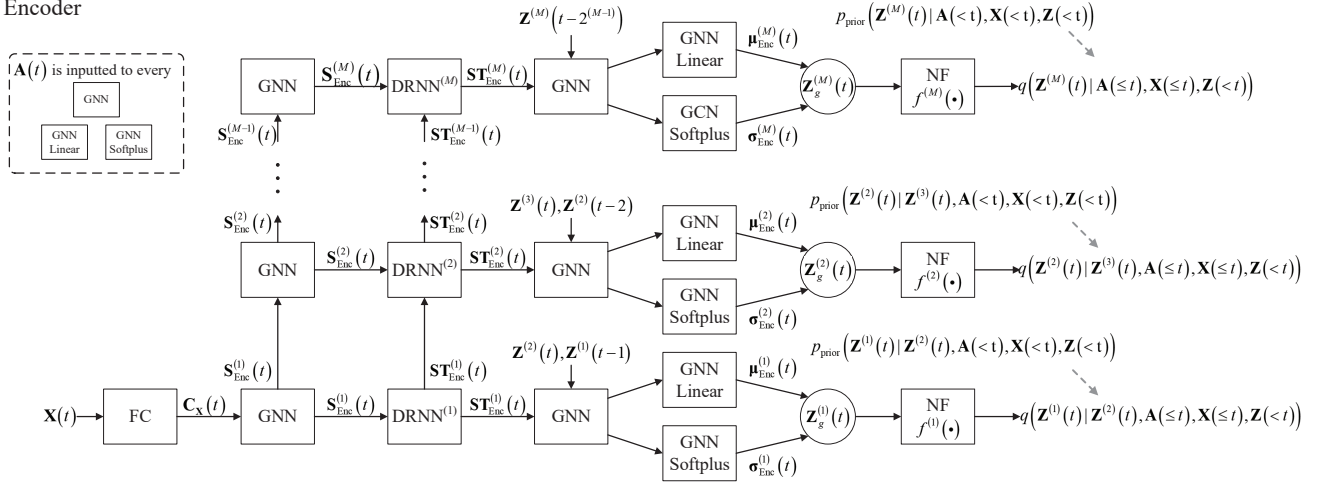 Encoder
A(t) is inputted to every
GNN
GNN
Linear
GNN
Softplus
Z^(M)(t−2^(M−1))
p_prior(Z^(M)(t) | A(<t), X(<t), Z(<t))
GNN
S_Enc^(M)(t)
DRNN^(M)
ST_Enc^(M)(t)
GNN
GNN
Linear
μ_Enc^(M)(t)
GCN
Softplus
σ_Enc^(M)(t)
Z_g^(M)(t)
NF
f^(M)(•)
q(Z^(M)(t) | A(≤t), X(≤t), Z(<t))
S_Enc^(M−1)(t)
ST_Enc^(M−1)(t)
S_Enc^(2)(t)
ST_Enc^(2)(t)
Z^(3)(t), Z^(2)(t−2)
p_prior(Z^(2)(t) | Z^(3)(t), A(<t), X(<t), Z(<t))
GNN
S_Enc^(2)(t)
DRNN^(2)
ST_Enc^(2)(t)
GNN
GNN
Linear
μ_Enc^(2)(t)
GNN
Softplus
σ_Enc^(2)(t)
Z_g^(2)(t)
NF
f^(2)(•)
q(Z^(2)(t) | Z^(3)(t), A(≤t), X(≤t), Z(<t))
S_Enc^(1)(t)
ST_Enc^(1)(t)
Z^(2)(t), Z^(1)(t−1)
p_prior(Z^(1)(t) | Z^(2)(t), A(<t), X(<t), Z(<t))
X(t)
FC
C_X(t)
GNN
S_Enc^(1)(t)
DRNN^(1)
ST_Enc^(1)(t)
GNN
GNN
Linear
μ_Enc^(1)(t)
GNN
Softplus
σ_Enc^(1)(t)
Z_g^(1)(t)
NF
f^(1)(•)
q(Z^(1)(t) | Z^(2)(t), A(≤t), X(≤t), Z(<t))